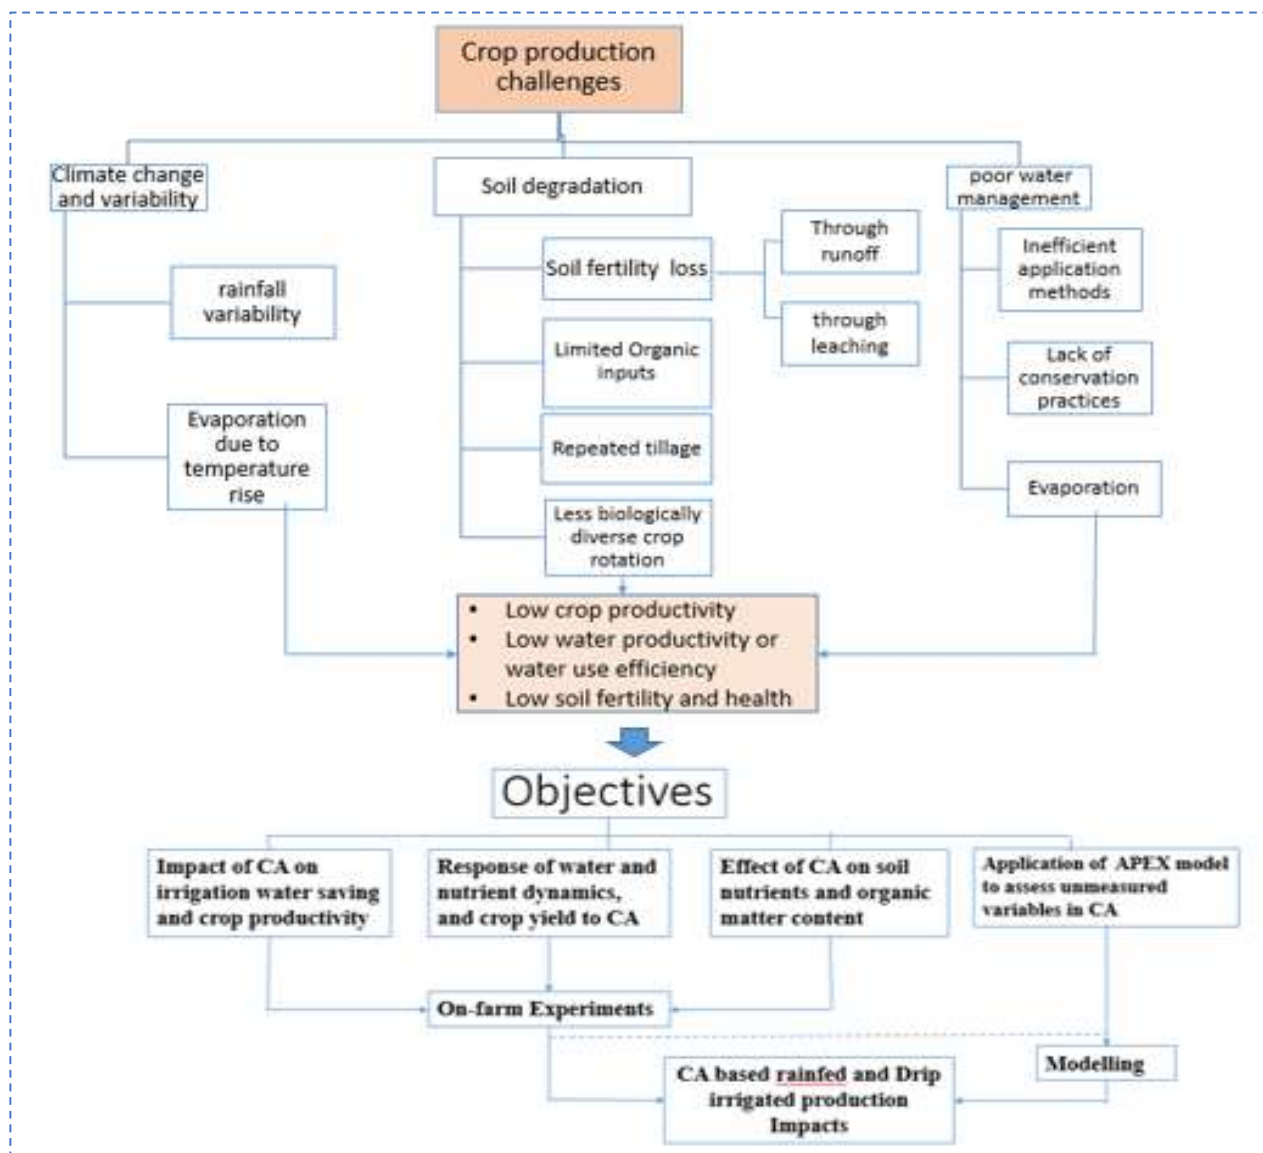 Crop production
challenges
Climate change
and variability
Soil degradation
poor water
management
rainfall
variability
Evaporation
due to
temperature
rise
Soil fertility loss
Through
runoff
through
leaching
Limited Organic
inputs
Repeated tillage
Less biologically
diverse crop
rotation
Inefficient
application
methods
Lack of
conservation
practices
Evaporation
• Low crop productivity
• Low water productivity or
water use efficiency
• Low soil fertility and health
Objectives
Impact of CA on
irrigation water saving
and crop productivity
Response of water and
nutrient dynamics,
and crop yield to CA
Effect of CA on soil
nutrients and organic
matter content
Application of APEX model
to assess unmeasured
variables in CA
On-farm Experiments
Modelling
CA based rainfed and Drip
irrigated production
Impacts